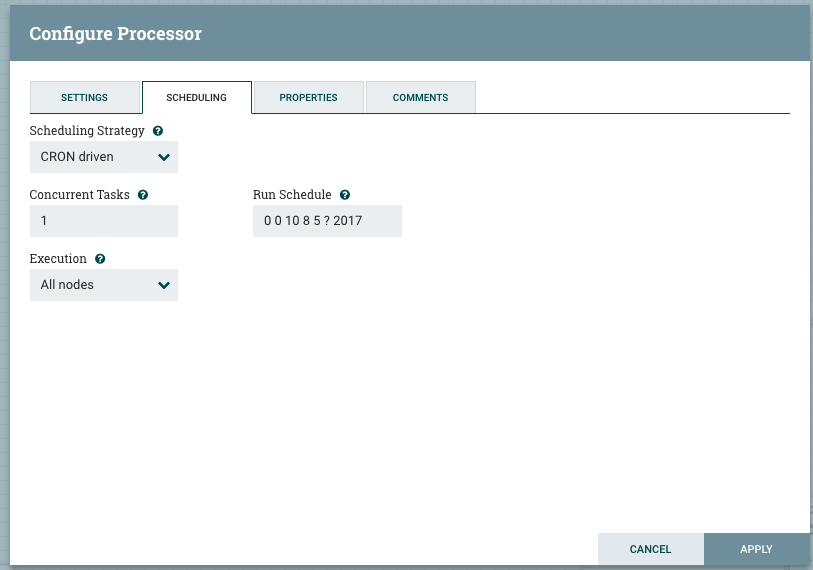 Configure Processor
SETTINGS
SCHEDULING
PROPERTIES
COMMENTS
Scheduling Strategy
CRON driven
Concurrent Tasks
Run Schedule
1
0 0 10 8 5 ? 2017
Execution
All nodes
CANCEL
APPLY